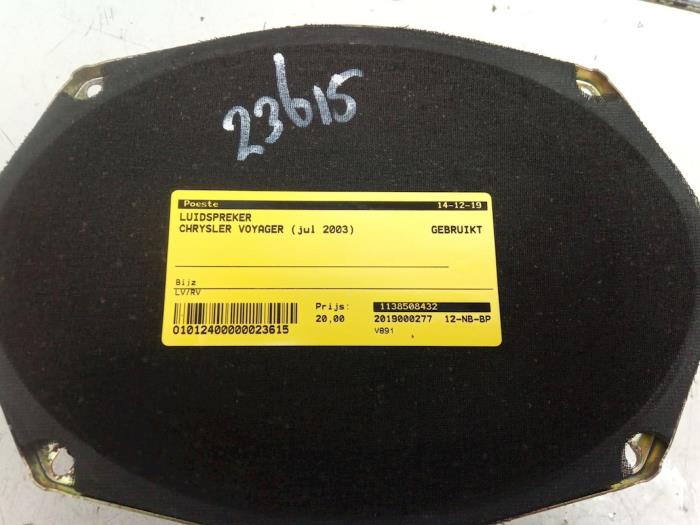 23615
Poeste 14-12-19
LUIDSPREKER
CHRYSLER VOYAGER (jul 2003) GEBRUIKT
Bijz
LV/RV
Prijs: 1138508432
20,00 2019000277 12-NB-BP
01012400000023615
V891